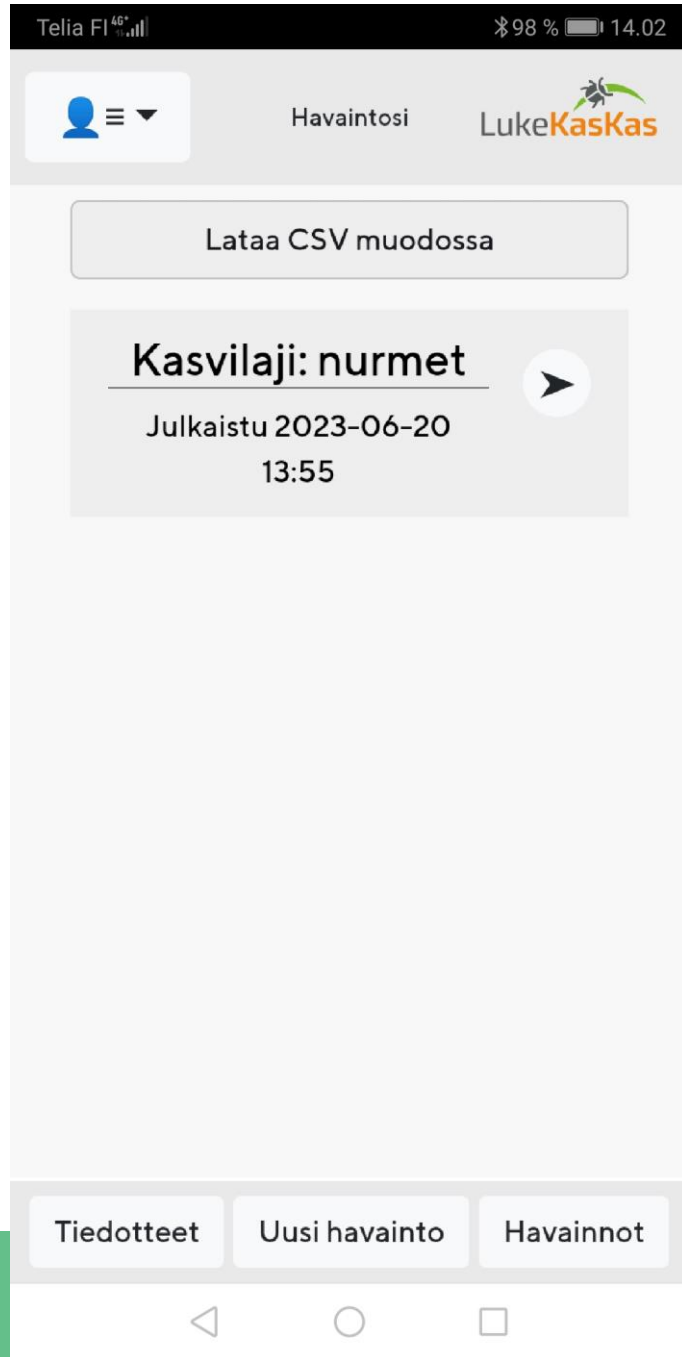 Telia FI 4G+ 98 % 14.02
Havaintosi
LukeKasKas
Lataa CSV muodossa
Kasvilaji: nurmet
Julkaistu 2023-06-20
13:55
Tiedotteet Uusi havainto Havainnot